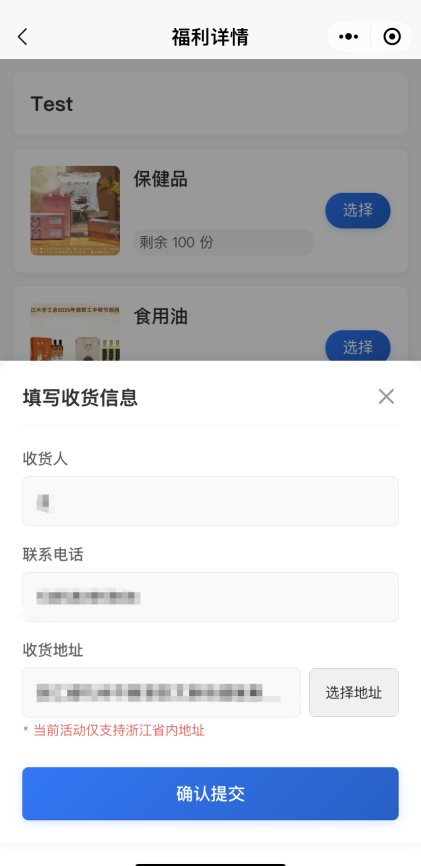 福利详情
Test
保健品
选择
剩余 100 份
食用油
选择
填写收货信息
收货人
联系电话
收货地址
选择地址
* 当前活动仅支持浙江省内地址
确认提交